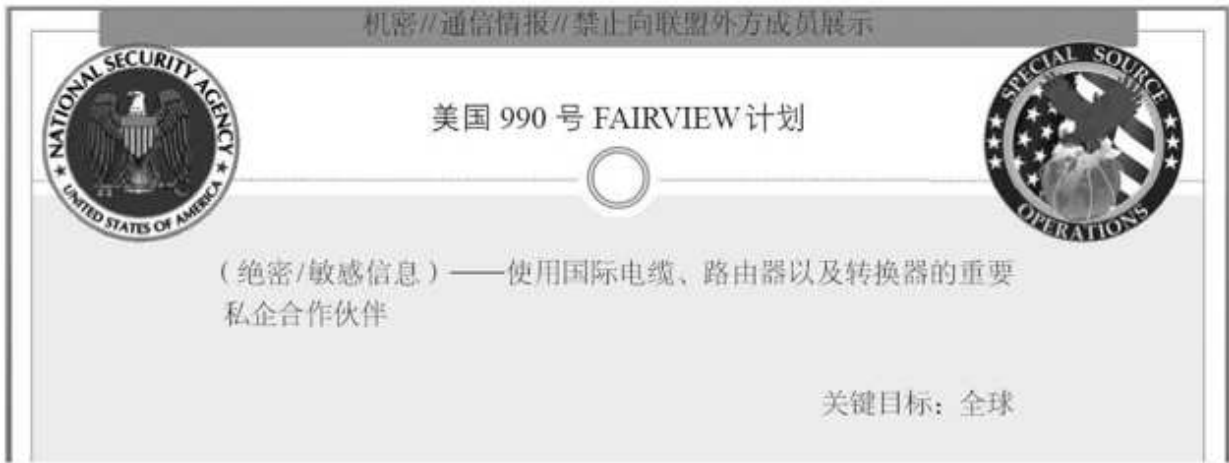 机密//通信情报//禁止向联盟外方成员展示
NATIONAL SECURITY AGENCY
UNITED STATES OF AMERICA
SPECIAL SOURCE
OPERATIONS
美国 990 号 FAIRVIEW 计划
(绝密/敏感信息)——使用国际电缆、路由器以及转换器的重要
私企合作伙伴
关键目标：全球